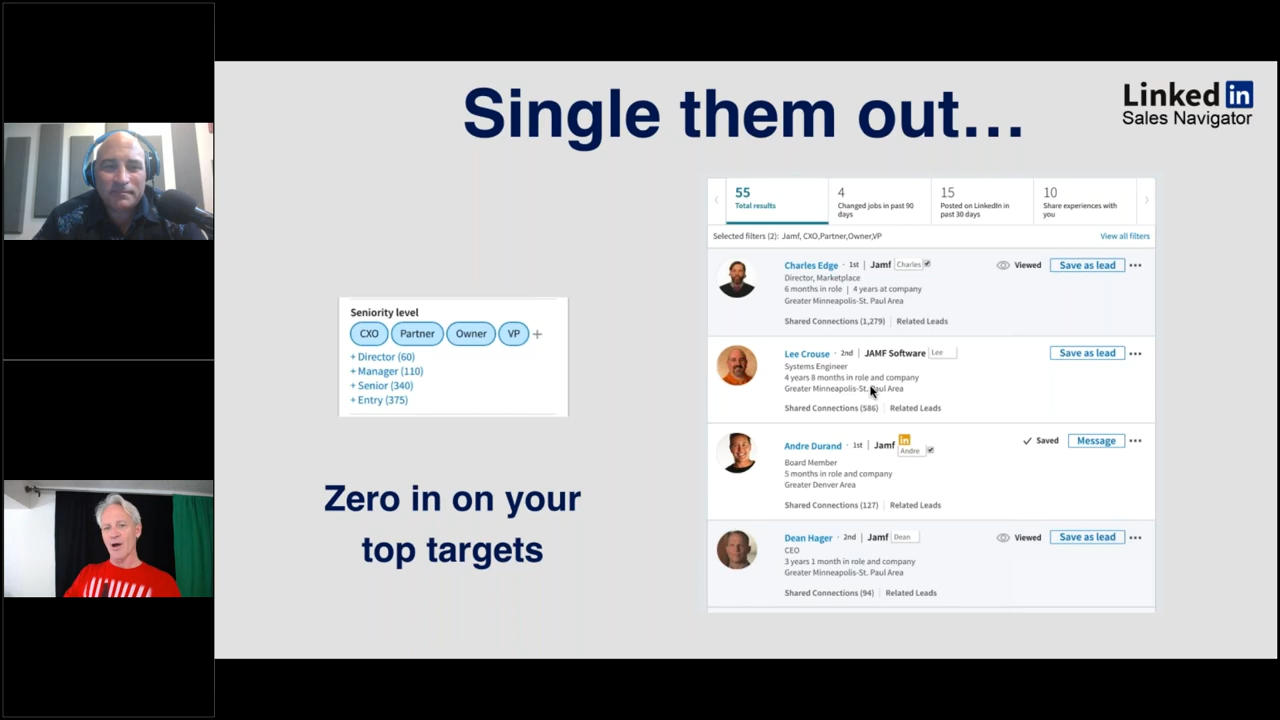 Single them out...
Linked in
Sales Navigator
Seniority level
CXO Partner Owner VP +
+ Director (60)
+ Manager (110)
+ Senior (340)
+ Entry (375)
Zero in on your
top targets
55
Total results
4
Changed jobs in past 90
days
15
Posted on LinkedIn in
past 30 days
10
Share experiences with
you
Selected filters (2): Jamf, CXO,Partner,Owner,VP
View all filters
Charles Edge · 1st | Jamf Charles
Viewed Save as lead
Director, Marketplace
6 months in role | 4 years at company
Greater Minneapolis-St. Paul Area
Shared Connections (1,279) | Related Leads
Lee Crouse · 2nd | JAMF Software Lee
Save as lead
Systems Engineer
4 years 8 months in role and company
Greater Minneapolis-St. Paul Area
Shared Connections (586) | Related Leads
Andre Durand · 1st | Jamf in Andre
Saved Message
Board Member
5 months in role and company
Greater Denver Area
Shared Connections (127) | Related Leads
Dean Hager · 2nd | Jamf Dean
Viewed Save as lead
CEO
3 years 1 month in role and company
Greater Minneapolis-St. Paul Area
Shared Connections (94) | Related Leads